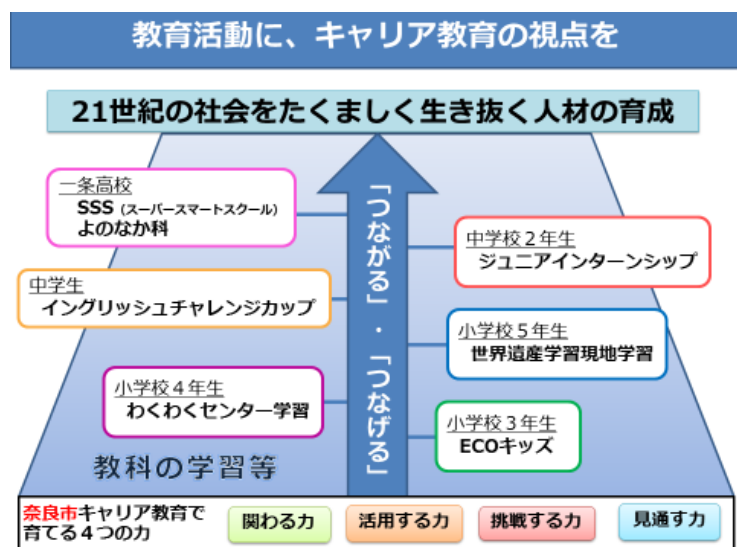 教育活動に、キャリア教育の視点を
21世紀の社会をたくましく生き抜く人材の育成
一条高校
SSS（スーパースマートスクール）
よのなか科
中学校２年生
ジュニアインターンシップ
中学生
イングリッシュチャレンジカップ
小学校５年生
世界遺産学習現地学習
小学校４年生
わくわくセンター学習
小学校３年生
ECOキッズ
「つながる」・「つなげる」
教科の学習等
奈良市キャリア教育で
育てる４つの力
関わる力
活用する力
挑戦する力
見通す力